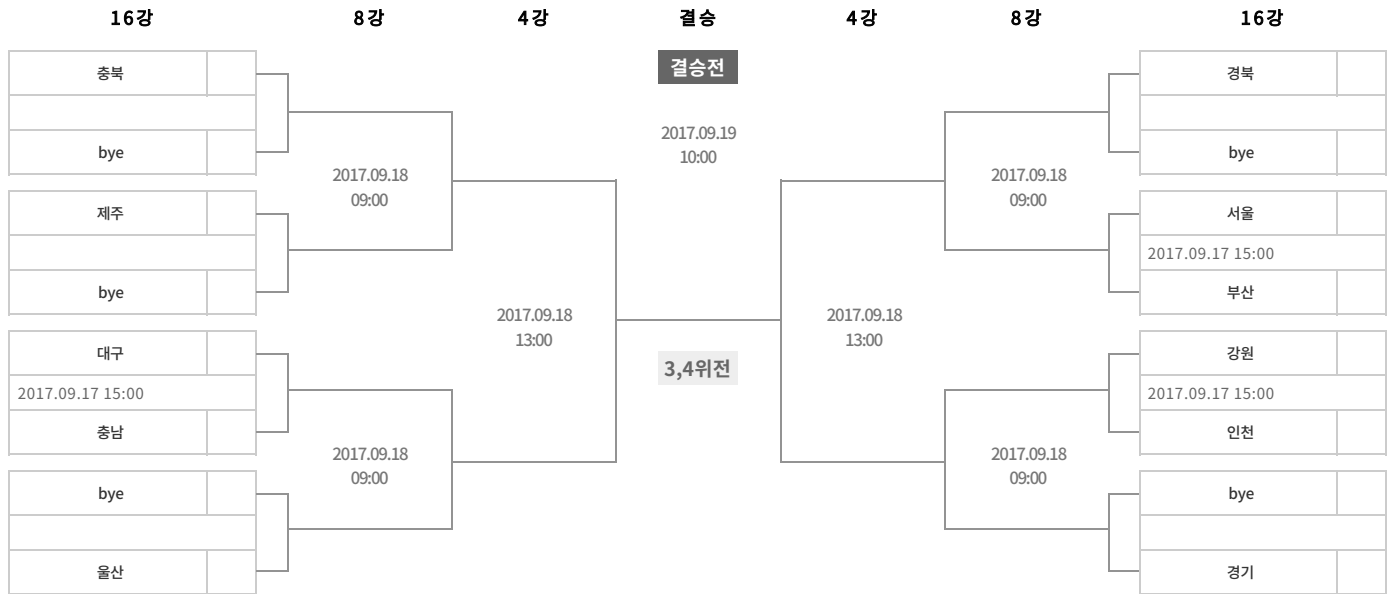 16강 8강 4강 결승 4강 8강 16강
충북
bye
제주
bye
대구
2017.09.17 15:00
충남
bye
울산
2017.09.18
09:00
2017.09.18
09:00
2017.09.18
13:00
결승전
2017.09.19
10:00
3,4위전
2017.09.18
13:00
2017.09.18
09:00
2017.09.18
09:00
경북
bye
서울
2017.09.17 15:00
부산
강원
2017.09.17 15:00
인천
bye
경기